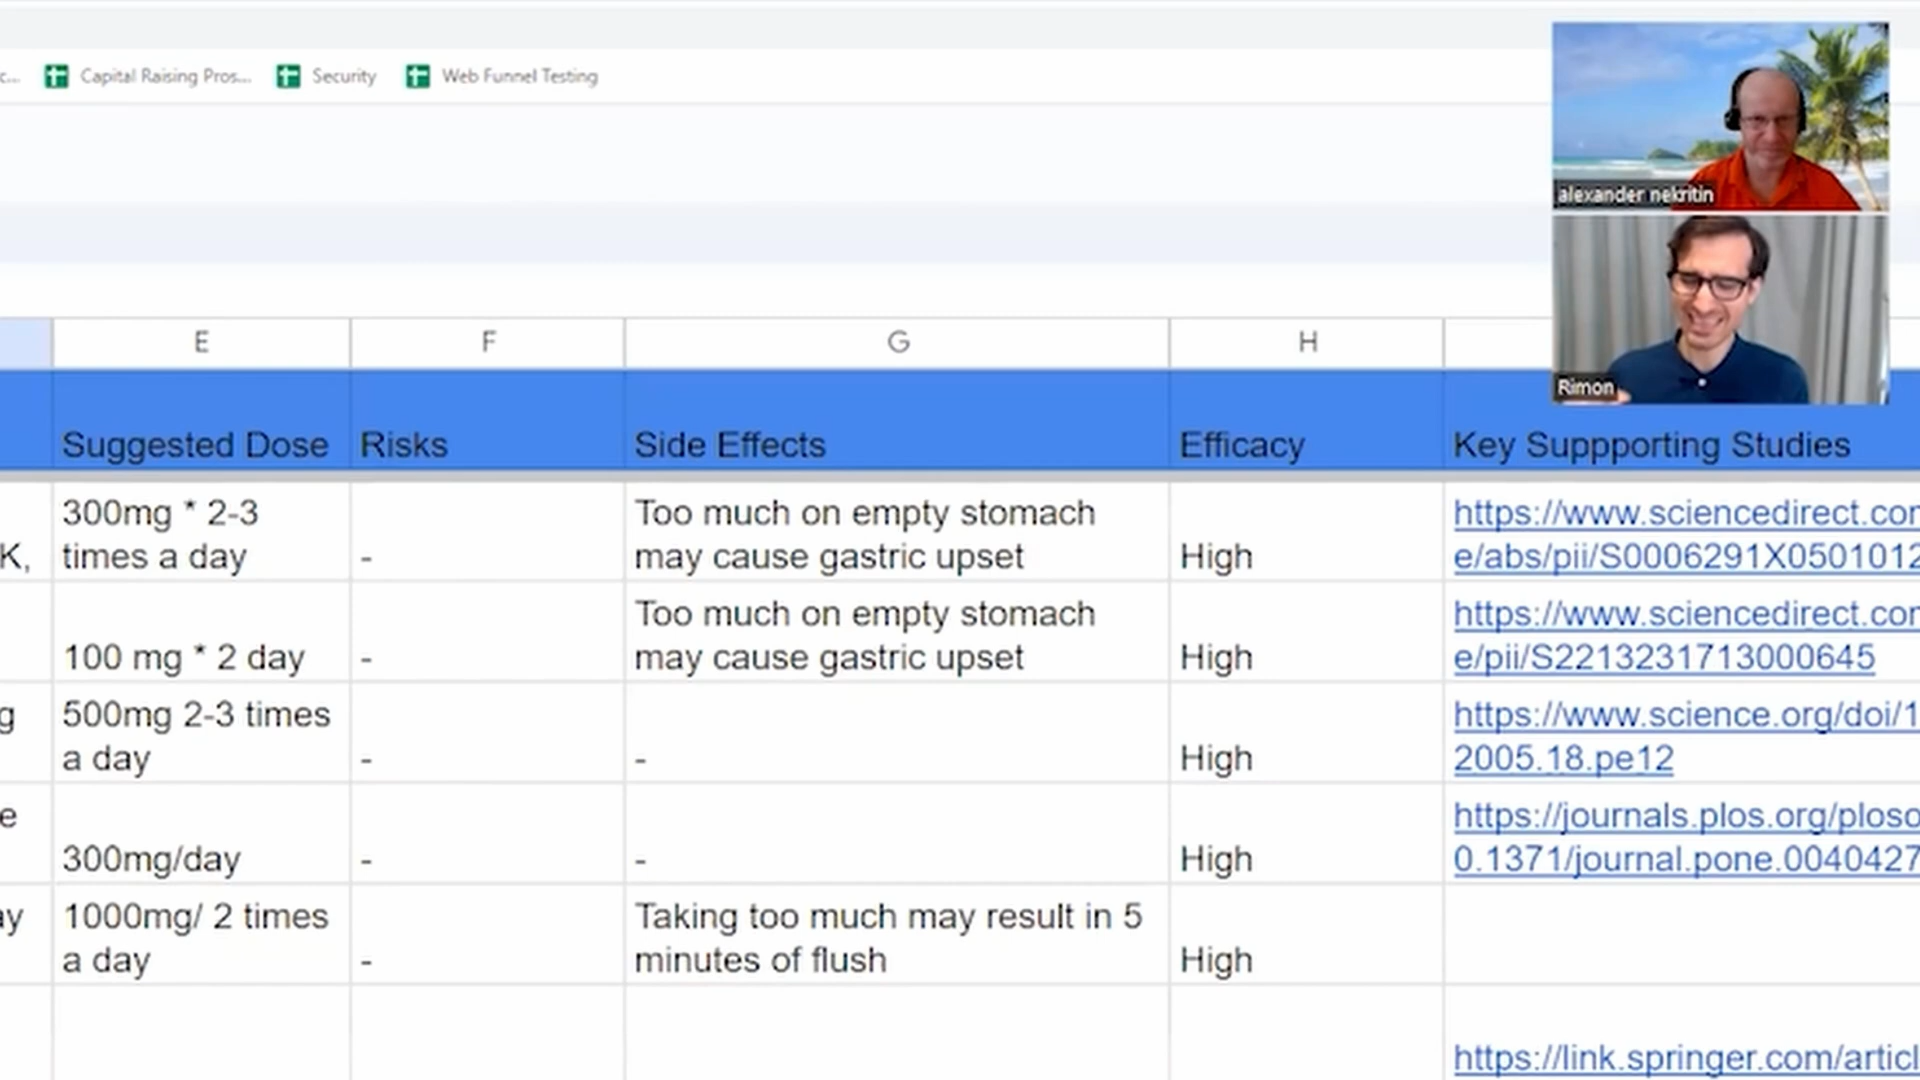 c...
Capital Raising Pros...
Security
Web Funnel Testing
alexander nekritin
Rimon
E
F
G
H
Suggested Dose
Risks
Side Effects
Efficacy
Key Suppporting Studies
K,
300mg * 2-3
times a day
-
Too much on empty stomach
may cause gastric upset
High
https://www.sciencedirect.com
e/abs/pii/S0006291X0501012
100 mg * 2 day
-
Too much on empty stomach
may cause gastric upset
High
https://www.sciencedirect.com
e/pii/S2213231713000645
g
500mg 2-3 times
a day
-
-
High
https://www.science.org/doi/1
2005.18.pe12
e
300mg/day
-
-
High
https://journals.plos.org/ploso
0.1371/journal.pone.0040427
ay
1000mg/ 2 times
a day
-
Taking too much may result in 5
minutes of flush
High
https://link.springer.com/articl